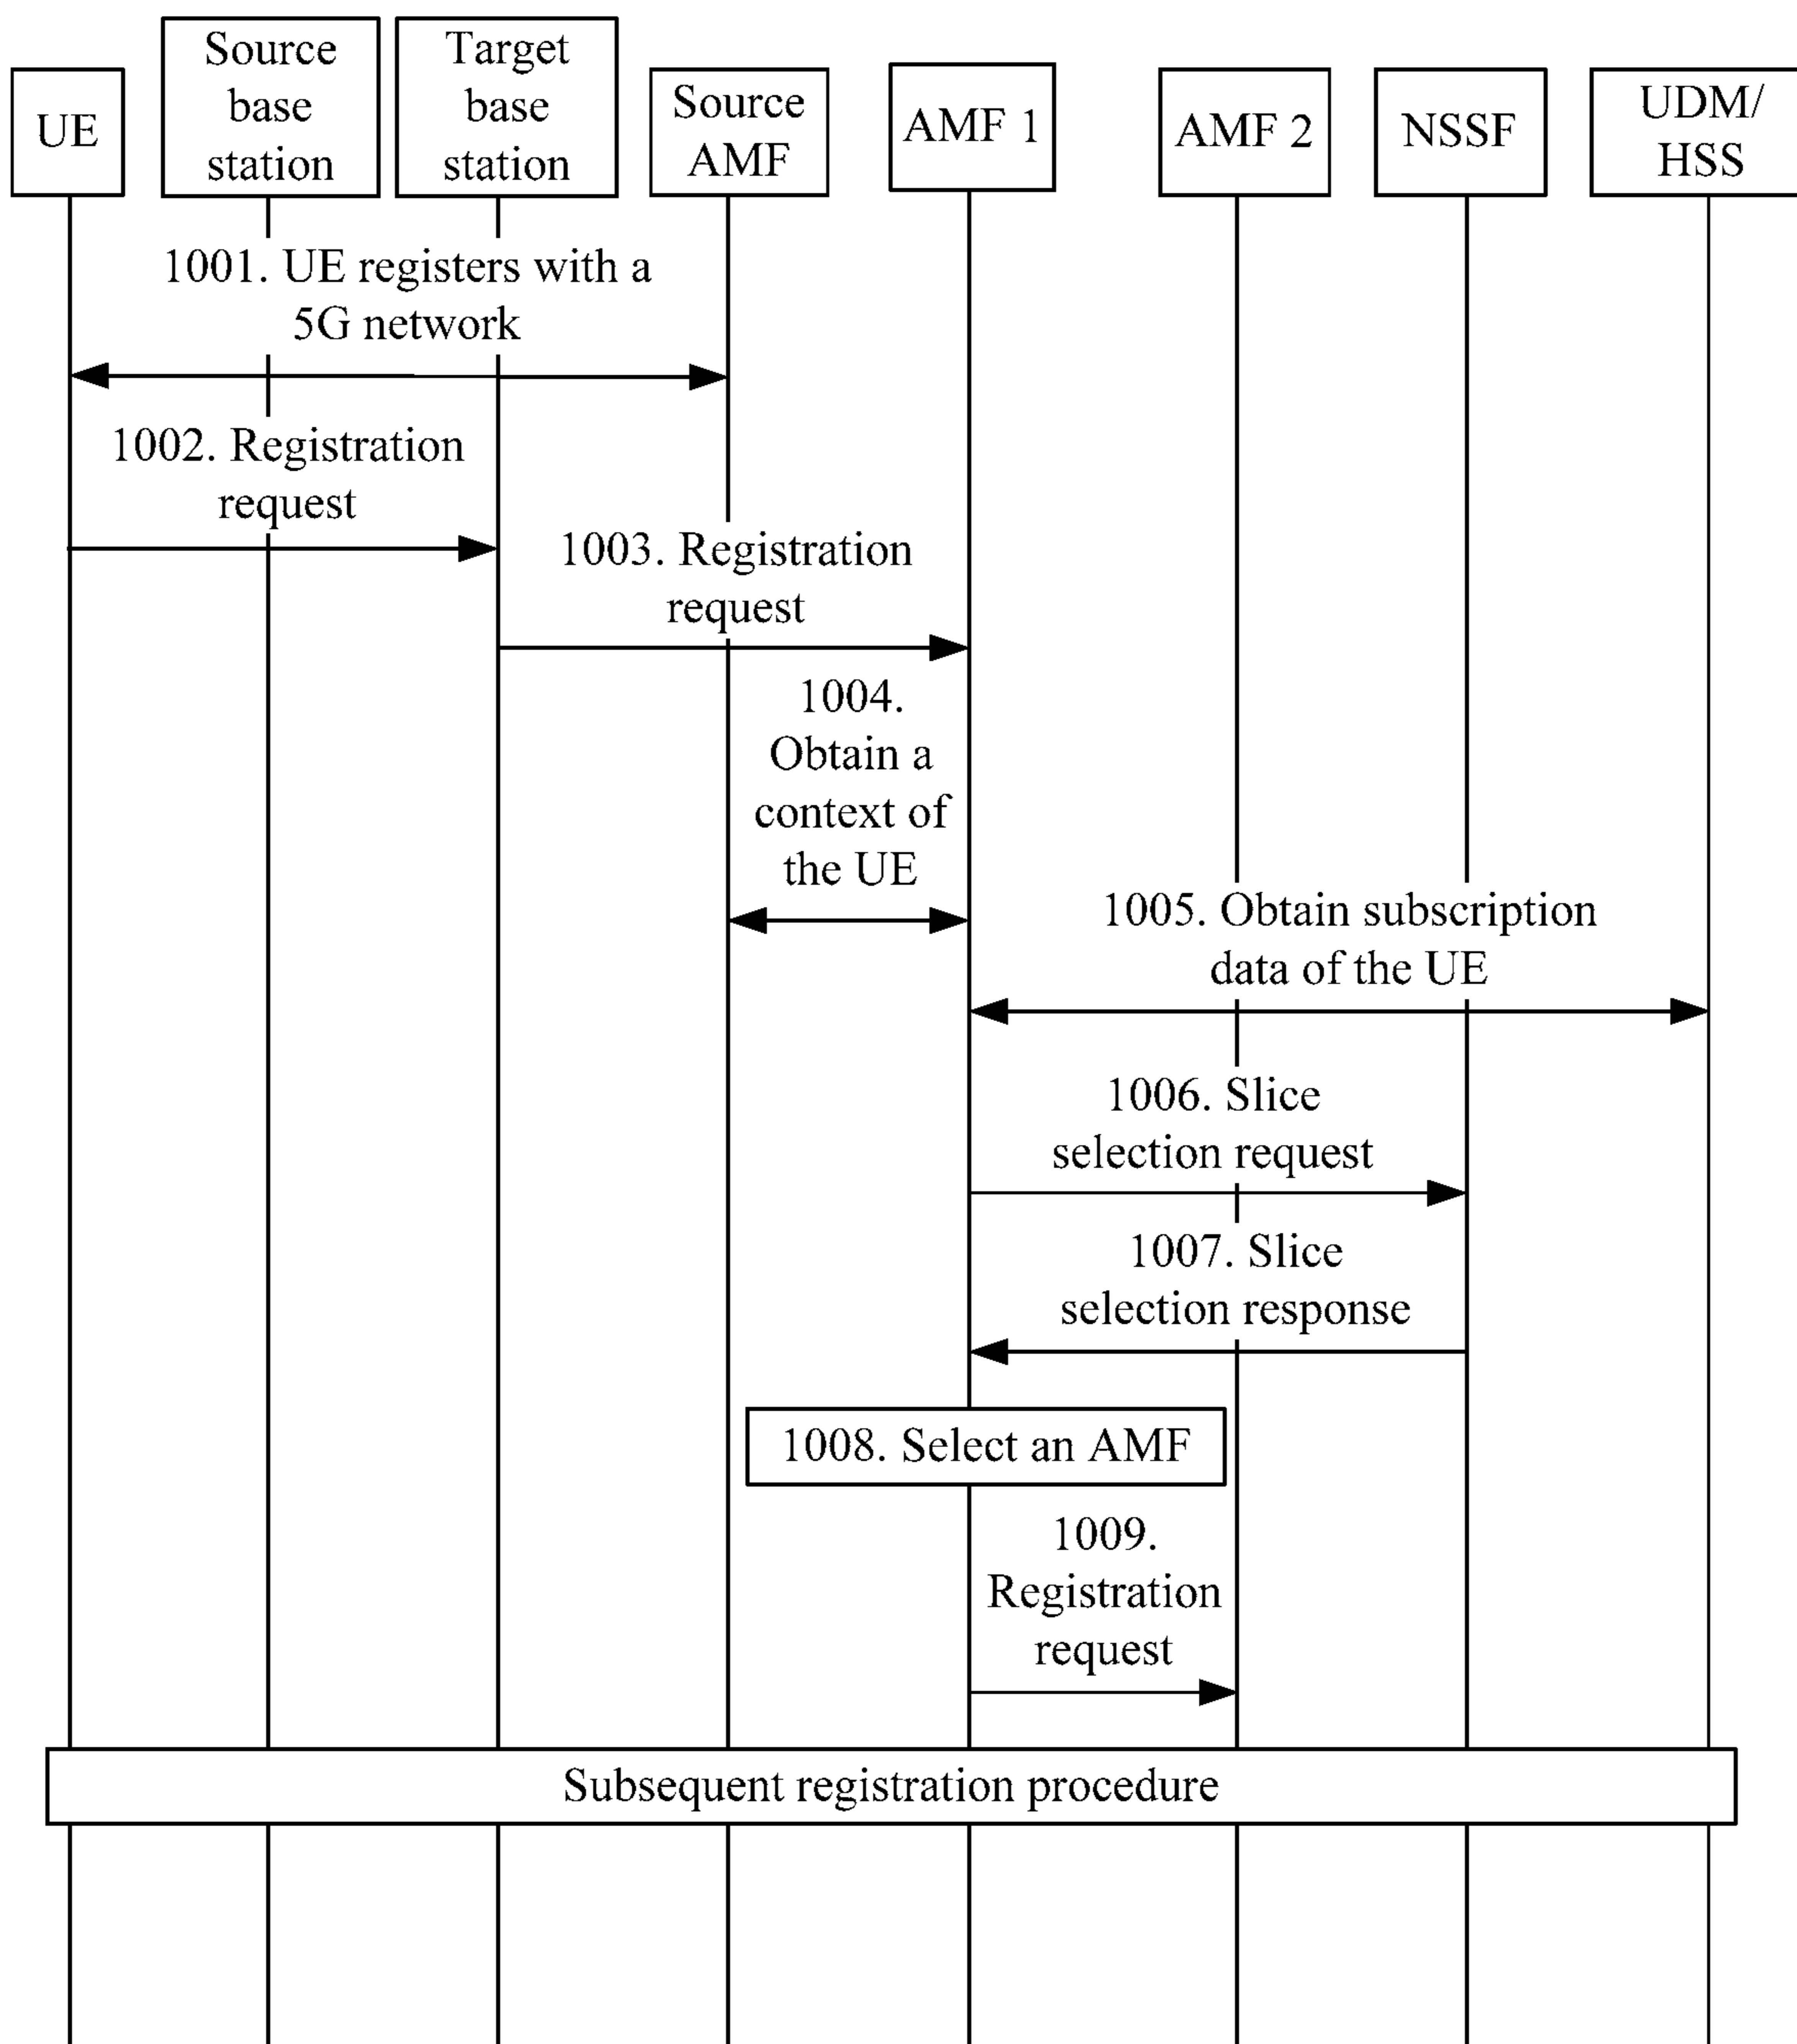 UE
Source
base
station
Target
base
station
Source
AMF
AMF 1
AMF 2
NSSF
UDM/
HSS
1001. UE registers with a
5G network
1002. Registration
request
1003. Registration
request
1004.
Obtain a
context of
the UE
1005. Obtain subscription
data of the UE
1006. Slice
selection request
1007. Slice
selection response
1008. Select an AMF
1009.
Registration
request
Subsequent registration procedure